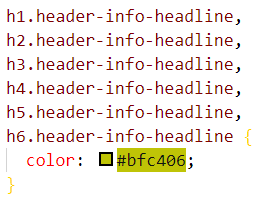 h1.header-info-headline,
h2.header-info-headline,
h3.header-info-headline,
h4.header-info-headline,
h5.header-info-headline,
h6.header-info-headline {
  color: #bfc406;
}